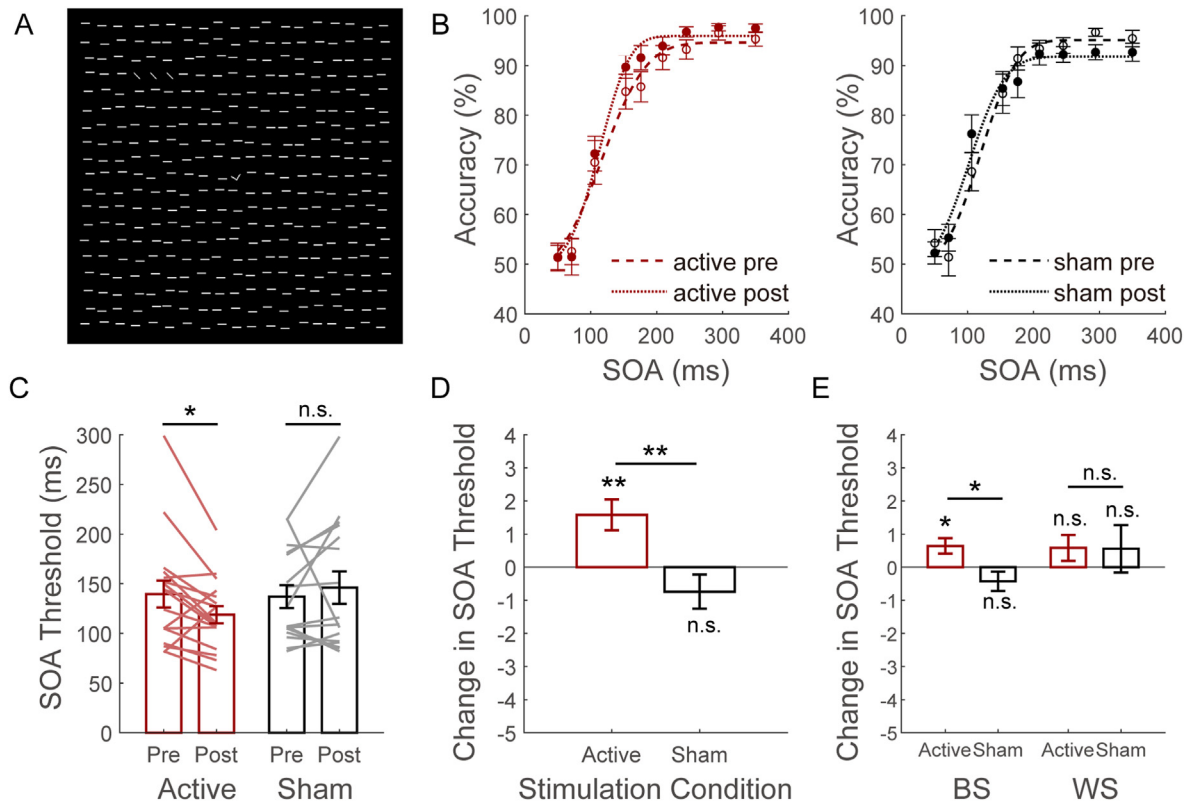 A
B
100
90
80
70
60
50
40
Accuracy (%)
0 100 200 300 400
SOA (ms)
active pre
active post
100
90
80
70
60
50
40
Accuracy (%)
0 100 200 300 400
SOA (ms)
sham pre
sham post
C
* n.s.
300
250
200
150
100
50
0
SOA Threshold (ms)
Pre Post Pre Post
Active Sham
D
4
3
2
1
0
-1
-2
-3
-4
-5
Change in SOA Threshold
**
**
n.s.
Active Sham
Stimulation Condition
E
4
3
2
1
0
-1
-2
-3
-4
-5
Change in SOA Threshold
n.s.
*
n.s. n.s.
*
n.s.
Active Sham Active Sham
BS WS